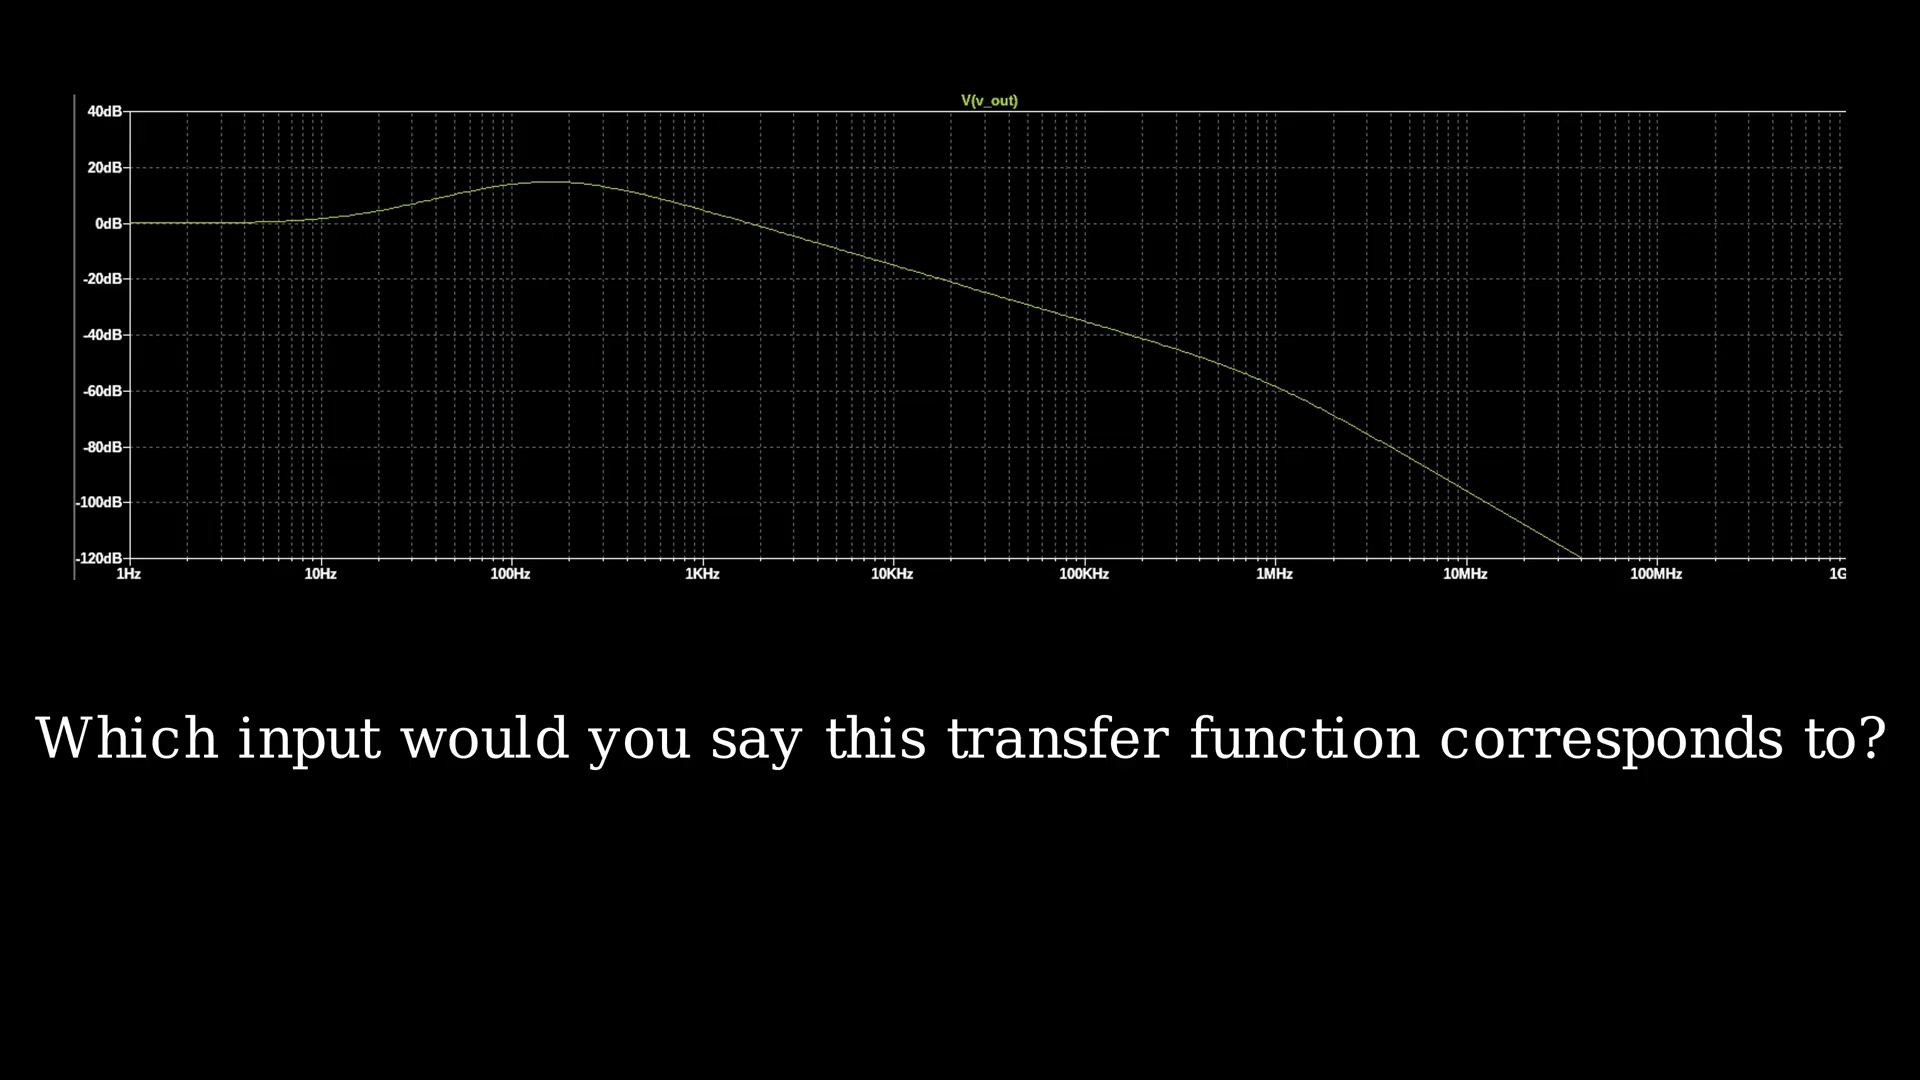 V(v_out)
40dB
20dB
0dB
-20dB
-40dB
-60dB
-80dB
-100dB
-120dB
1Hz 10Hz 100Hz 1KHz 10KHz 100KHz 1MHz 10MHz 100MHz 1G
Which input would you say this transfer function corresponds to?